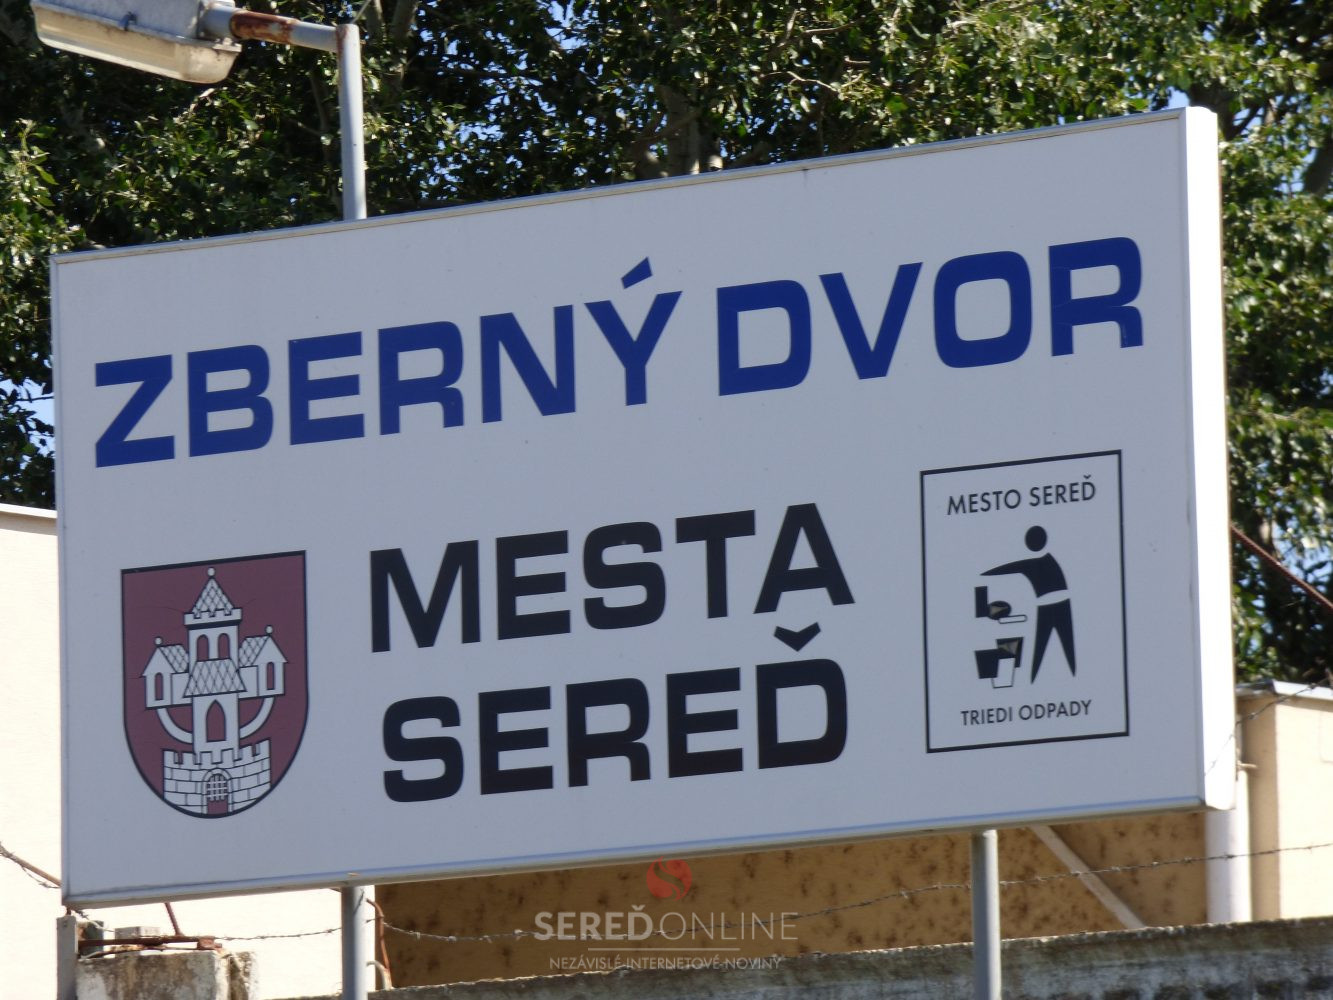 ZBERNÝ DVOR
MESTA
SEREĎ
MESTO SEREĎ
TRIEDI ODPADY
SEREĎONLINE
NEZÁVISLÉ-INTERNETOVÉ-NOVINY